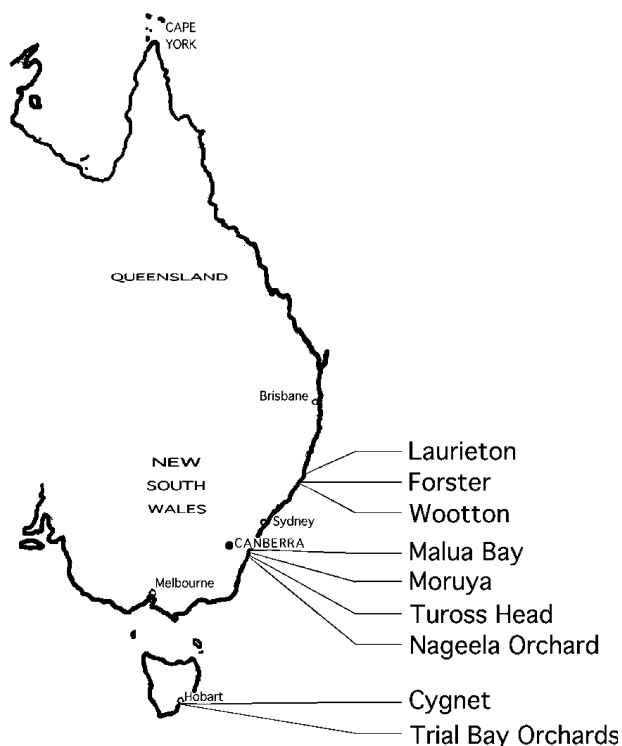 CAPE
YORK
QUEENSLAND
Brisbane
NEW
SOUTH
WALES
Sydney
CANBERRA
Melbourne
Hobart
Laurieton
Forster
Wootton
Malua Bay
Moruya
Tuross Head
Nageela Orchard
Cygnet
Trial Bay Orchards